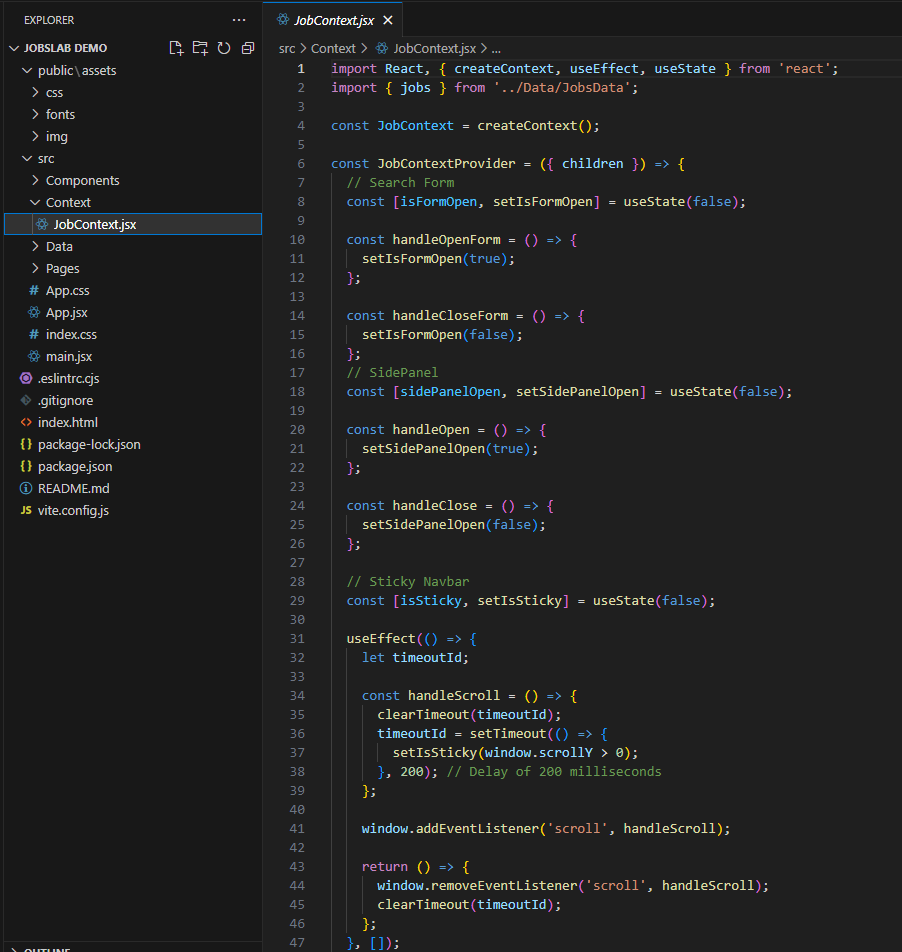 EXPLORER
JOBSLAB DEMO
public\assets
css
fonts
img
src
Components
Context
JobContext.jsx
Data
Pages
# App.css
App.jsx
# index.css
main.jsx
.eslintrc.cjs
.gitignore
<> index.html
{} package-lock.json
{} package.json
README.md
JS vite.config.js
OUTLINE
JobContext.jsx
src > Context > JobContext.jsx > ...
1 import React, { createContext, useEffect, useState } from 'react';
2 import { jobs } from '../Data/JobsData';
3
4 const JobContext = createContext();
5
6 const JobContextProvider = ({ children }) => {
7   // Search Form
8   const [isFormOpen, setIsFormOpen] = useState(false);
9
10   const handleOpenForm = () => {
11     setIsFormOpen(true);
12   };
13
14   const handleCloseForm = () => {
15     setIsFormOpen(false);
16   };
17   // SidePanel
18   const [sidePanelOpen, setSidePanelOpen] = useState(false);
19
20   const handleOpen = () => {
21     setSidePanelOpen(true);
22   };
23
24   const handleClose = () => {
25     setSidePanelOpen(false);
26   };
27
28   // Sticky Navbar
29   const [isSticky, setIsSticky] = useState(false);
30
31   useEffect(() => {
32     let timeoutId;
33
34     const handleScroll = () => {
35       clearTimeout(timeoutId);
36       timeoutId = setTimeout(() => {
37         setIsSticky(window.scrollY > 0);
38       }, 200); // Delay of 200 milliseconds
39     };
40
41     window.addEventListener('scroll', handleScroll);
42
43     return () => {
44       window.removeEventListener('scroll', handleScroll);
45       clearTimeout(timeoutId);
46     };
47   }, []);